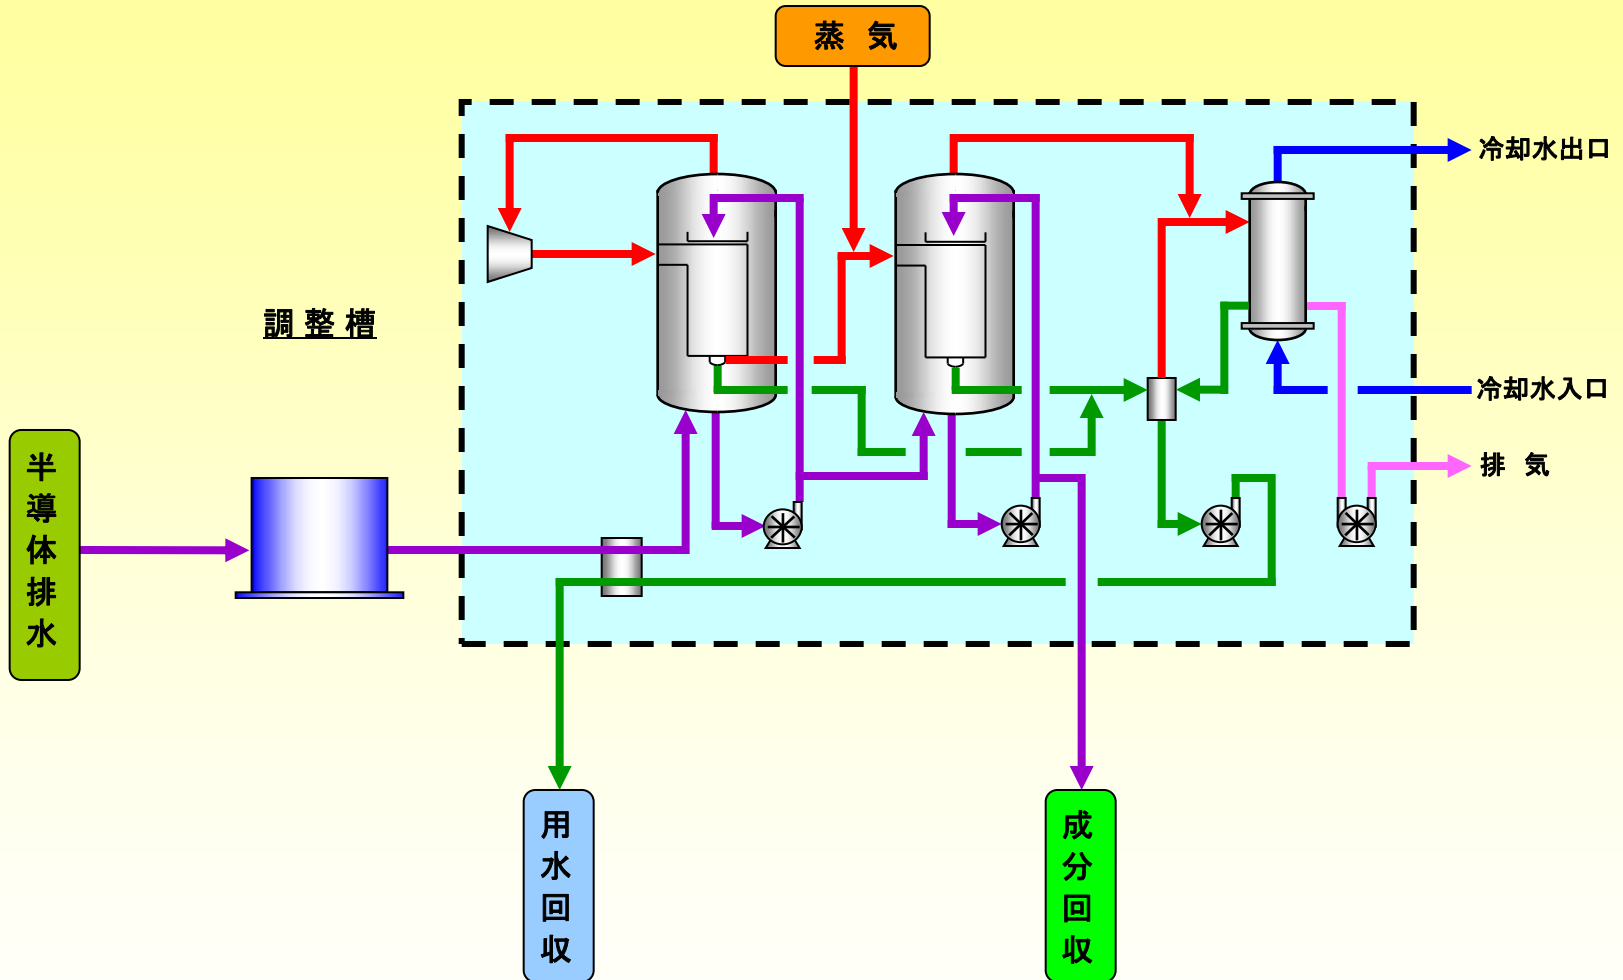 蒸 気
冷却水出口
調整槽
冷却水入口
半導体排水
排 気
用水回収
成分回収